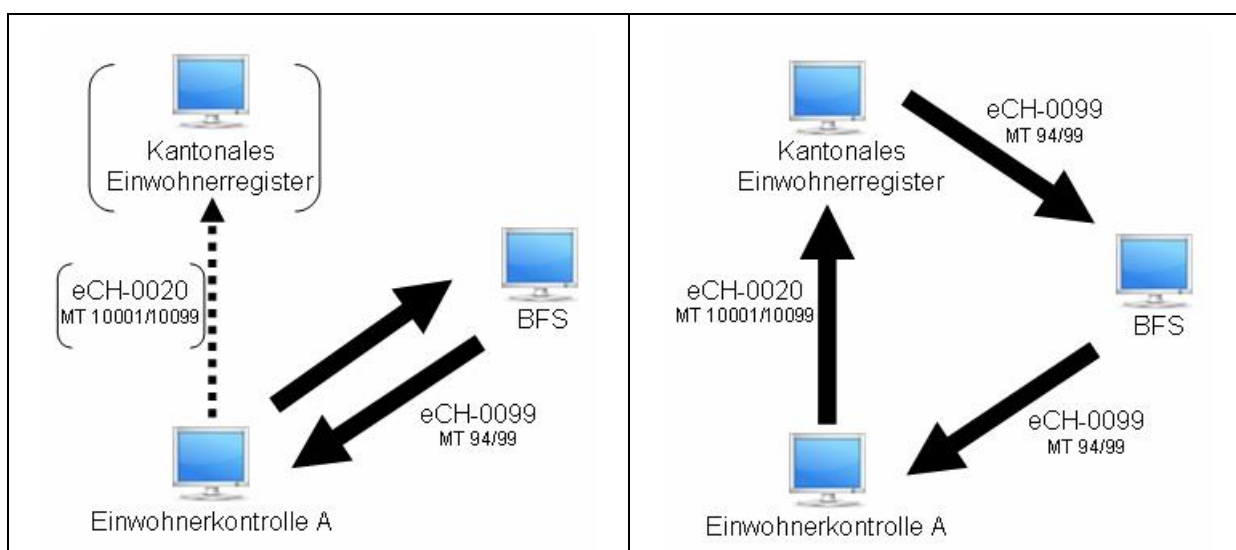 Kantonales
Einwohnerregister
eCH-0020
MT 10001/10099
BFS
eCH-0099
MT 94/99
Einwohnerkontrolle A
eCH-0099
MT 94/99
Kantonales
Einwohnerregister
eCH-0020
MT 10001/10099
BFS
eCH-0099
MT 94/99
Einwohnerkontrolle A